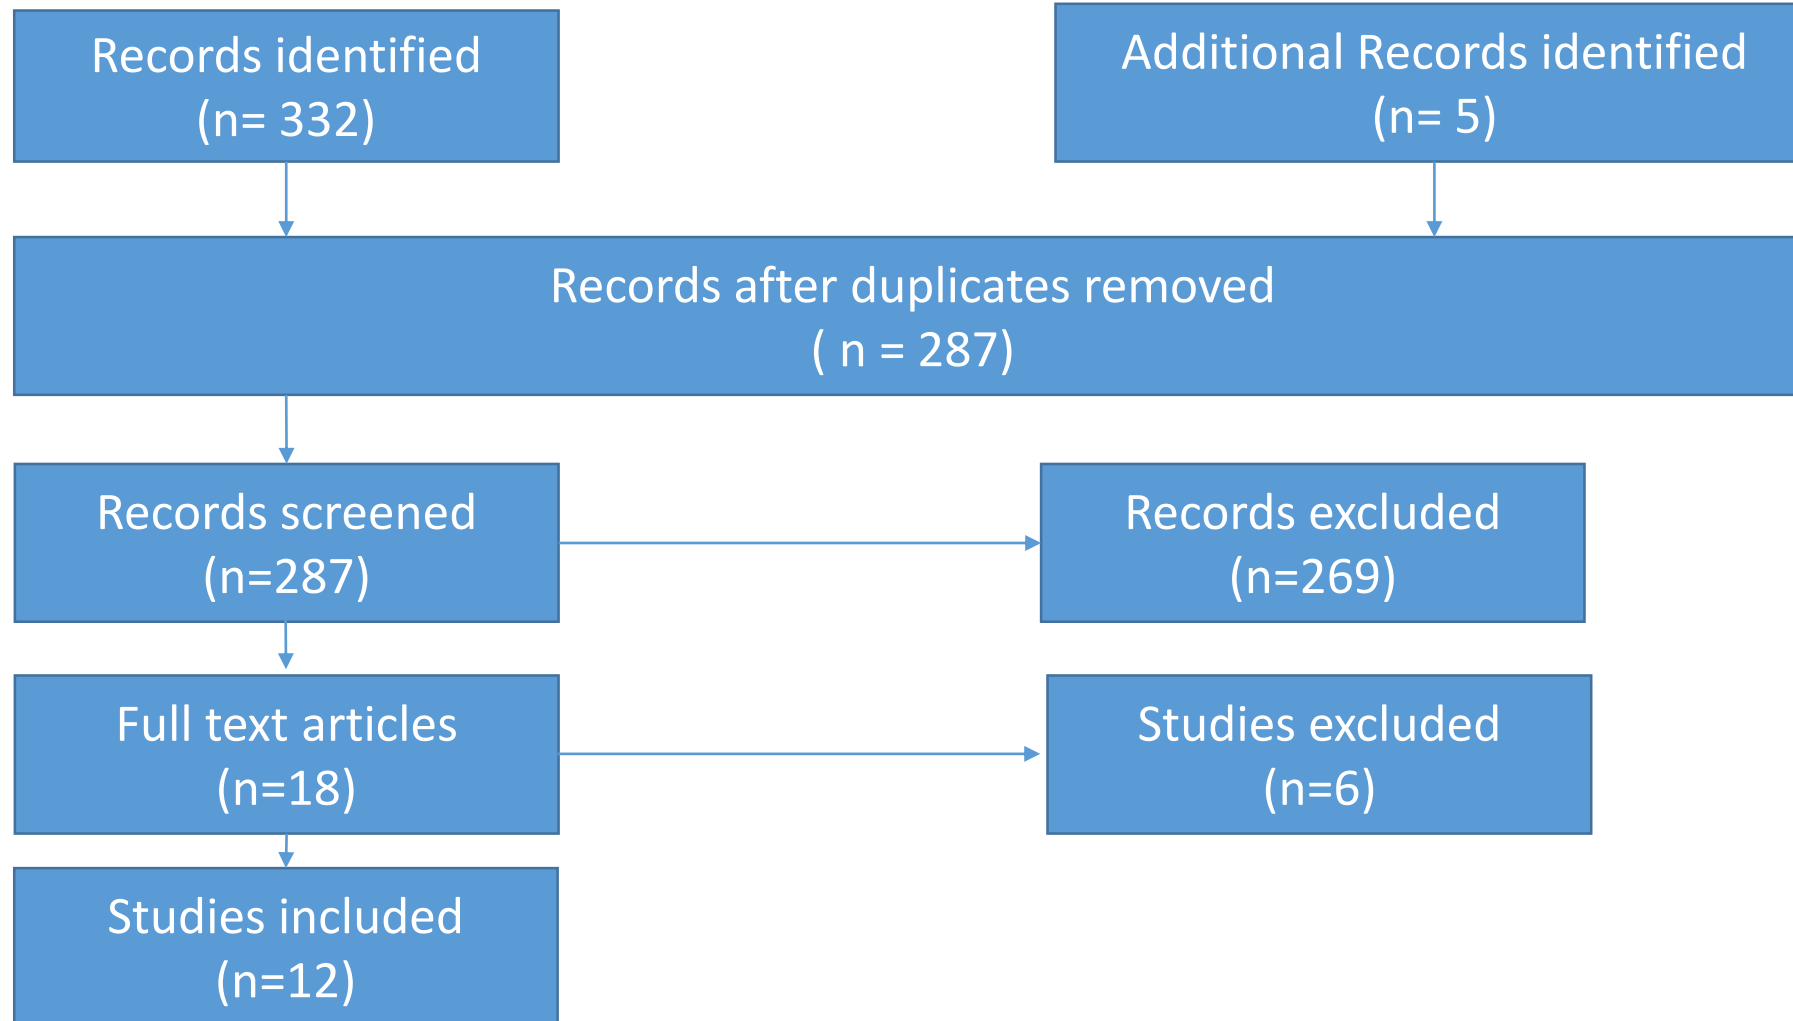 Records identified
(n= 332)
Additional Records identified
(n= 5)
Records after duplicates removed
( n = 287)
Records screened
(n=287)
Records excluded
(n=269)
Full text articles
(n=18)
Studies excluded
(n=6)
Studies included
(n=12)